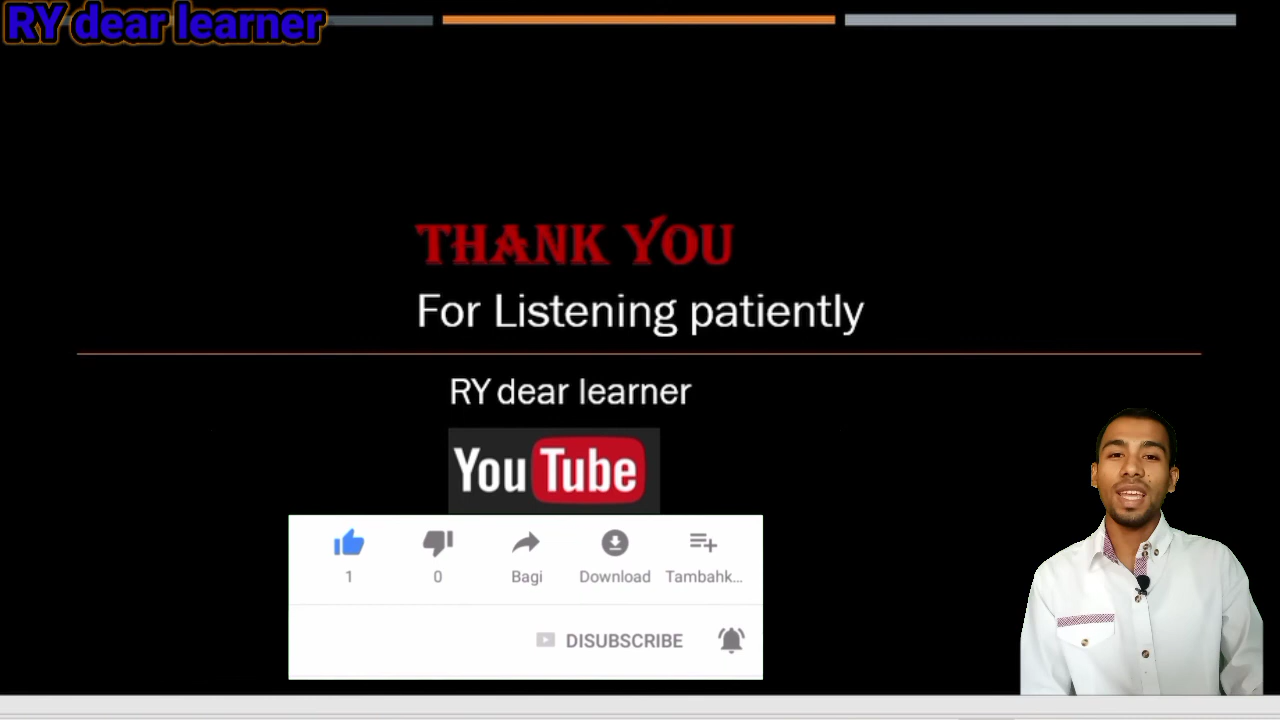 RY dear learner
THANK YOU
For Listening patiently
RY dear learner
YouTube
1 0 Bagi Download Tambahk...
DISUBSCRIBE